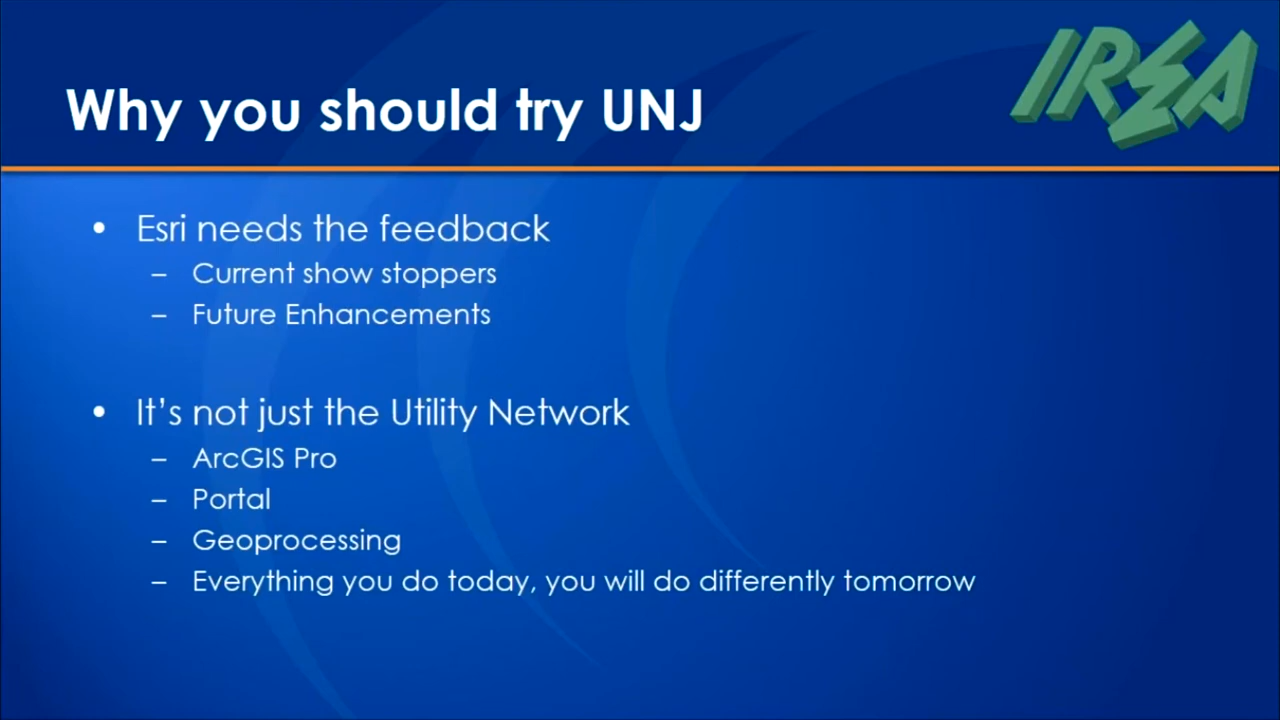 IREA
Why you should try UNJ
• Esri needs the feedback
– Current show stoppers
– Future Enhancements
• It's not just the Utility Network
– ArcGIS Pro
– Portal
– Geoprocessing
– Everything you do today, you will do differently tomorrow